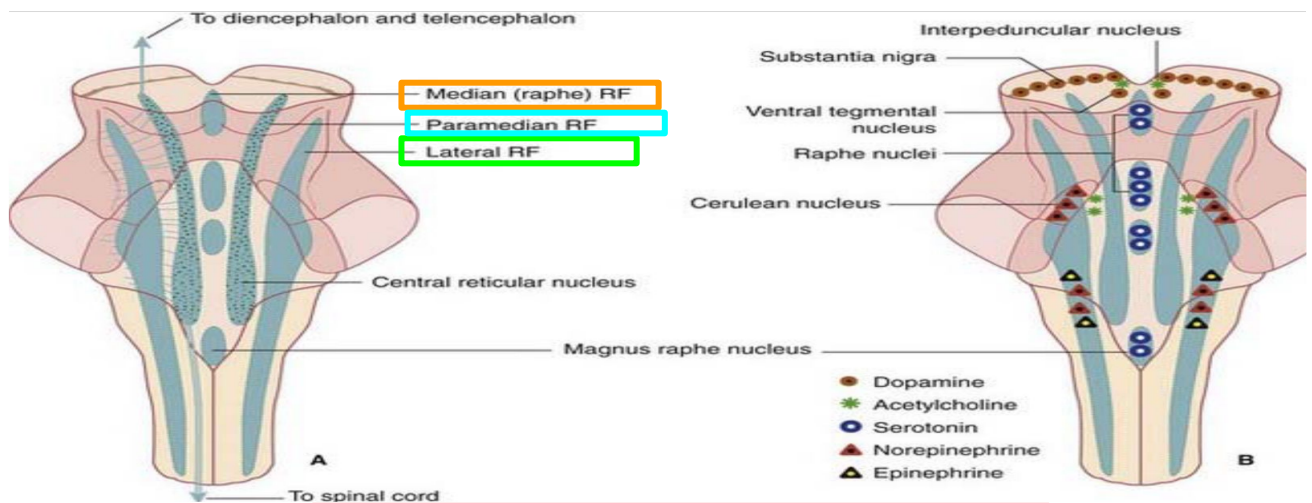 To diencephalon and telencephalon
Median (raphe) RF
Paramedian RF
Lateral RF
Central reticular nucleus
Magnus raphe nucleus
A
To spinal cord
Interpeduncular nucleus
Substantia nigra
Ventral tegmental
nucleus
Raphe nuclei
Cerulean nucleus
Dopamine
Acetylcholine
Serotonin
Norepinephrine
Epinephrine
B